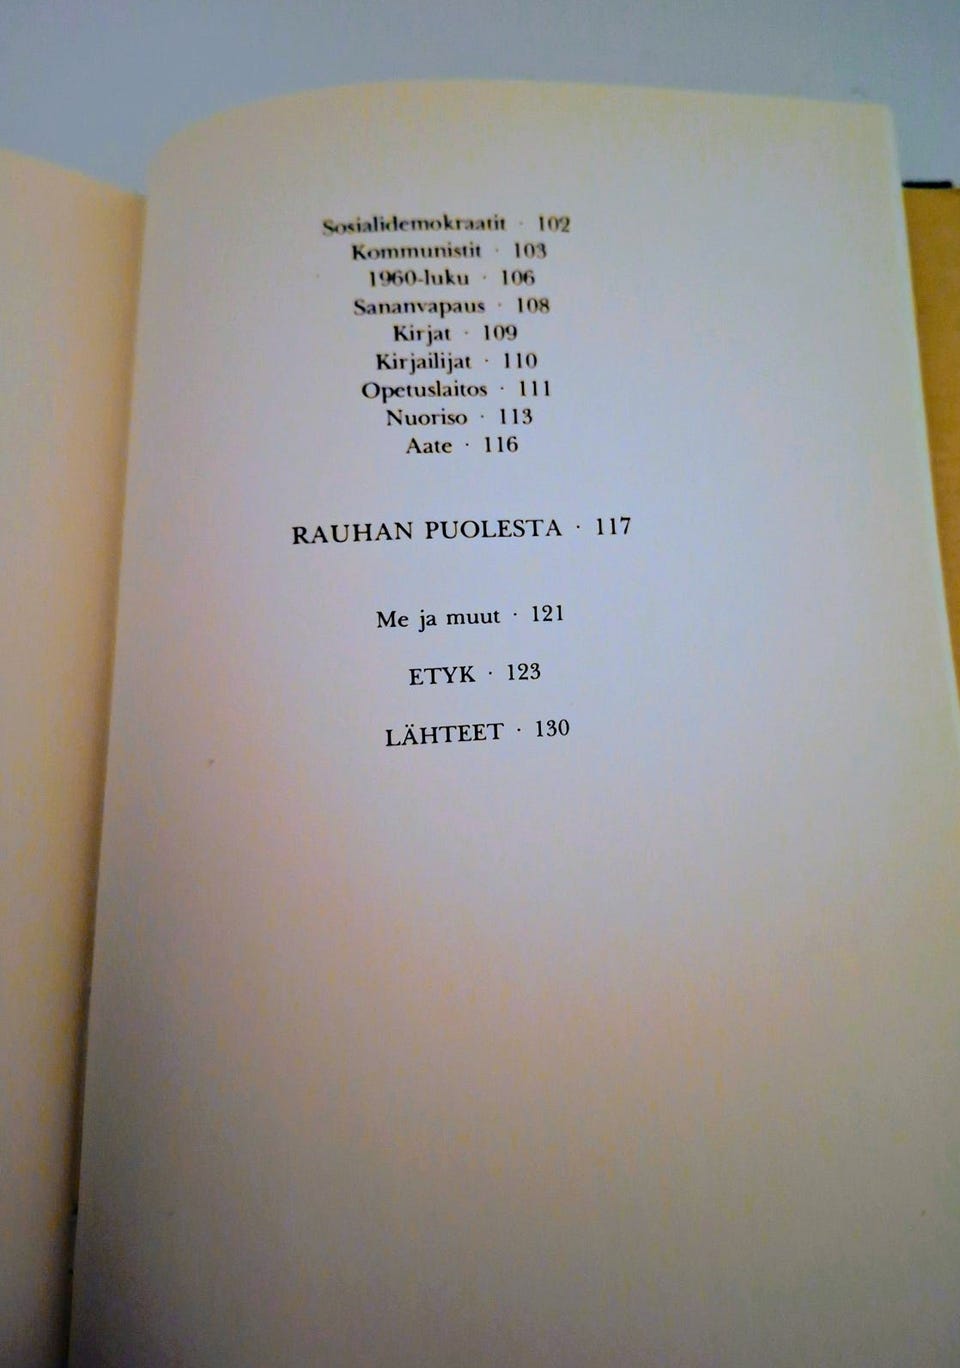 Sosialidemokraatit · 102
Kommunistit · 103
1960-luku · 106
Sananvapaus · 108
Kirjat · 109
Kirjailijat · 110
Opetuslaitos · 111
Nuoriso · 113
Aate · 116
RAUHAN PUOLESTA · 117
Me ja muut · 121
ETYK · 123
LÄHTEET · 130